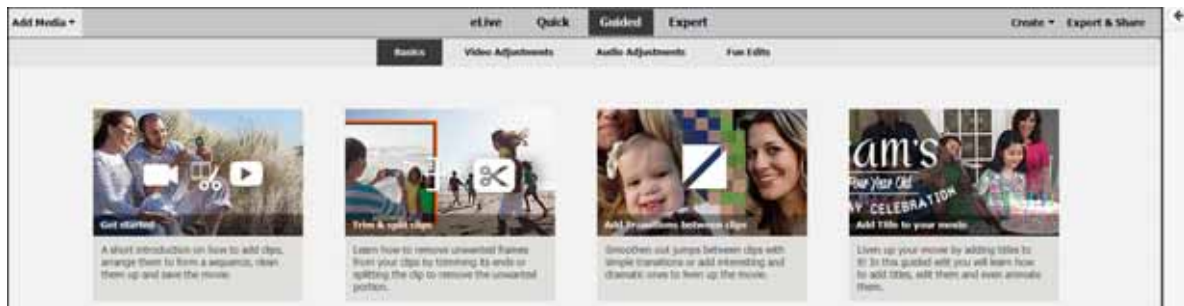 Add Media
eLive Quick Guided Expert
Create Export & Share
Basics Video Adjustments Audio Adjustments Fun Edits
Get started
A short introduction on how to add clips,
arrange them to form a sequence, clean
them up and save the movie.
Trim & split clips
Learn how to remove unwanted frames
from your clips by trimming its ends or
splitting the clip to remove the unwanted
portion.
Add Transitions between clips
Smoothen out jumps between clips with
simple transitions or add interesting and
dramatic ones to liven up the movie.
am's
Four Year Old
CELEBRATION
Add Title to your movie
Liven up your movie by adding titles to
it! In this guided edit you will learn how
to add titles, edit them and even animate
them.